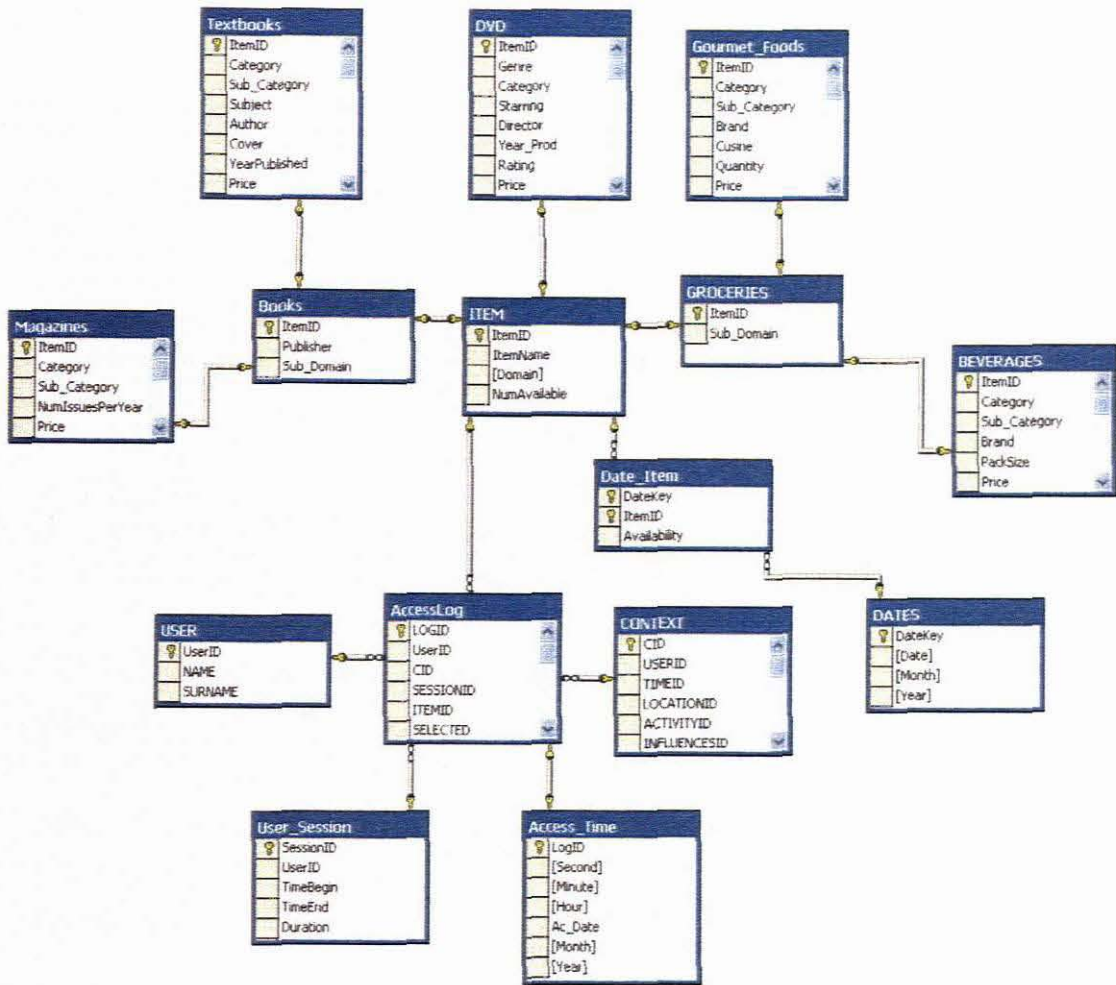 Textbooks
ItemID
Category
Sub_Category
Subject
Author
Cover
YearPublished
Price
DVD
ItemID
Genre
Category
Starring
Director
Year_Prod
Rating
Price
Gourmet_Foods
ItemID
Category
Sub_Category
Brand
Cusine
Quantity
Price
Magazines
ItemID
Category
Sub_Category
NumIssuesPerYear
Price
Books
ItemID
Publisher
Sub_Domain
ITEM
ItemID
ItemName
[Domain]
NumAvailable
GROCERIES
ItemID
Sub_Domain
BEVERAGES
ItemID
Category
Sub_Category
Brand
PackSize
Price
Date_Item
DateKey
ItemID
Availability
USER
UserID
NAME
SURNAME
AccessLog
LOGID
UserID
CID
SESSIONID
ITEMID
SELECTED
CONTEXT
CID
USERID
TIMEID
LOCATIONID
ACTIVITYID
INFLUENCESID
DATES
DateKey
[Date]
[Month]
[Year]
User_Session
SessionID
UserID
TimeBegin
TimeEnd
Duration
Access_Time
LogID
[Second]
[Minute]
[Hour]
Ac_Date
[Month]
[Year]